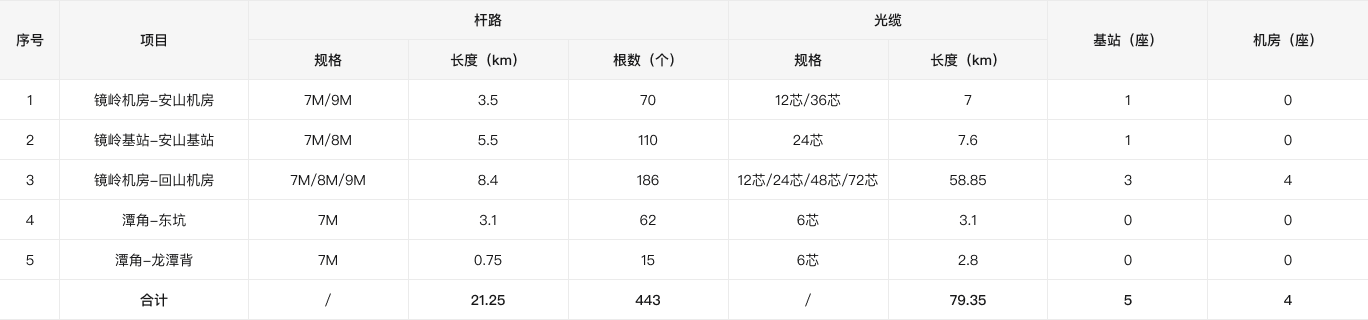 序号 项目 杆路 光缆 基站（座） 机房（座）
规格 长度（km） 根数（个） 规格 长度（km）
1 镜岭机房–安山机房 7M/9M 3.5 70 12芯/36芯 7 1 0
2 镜岭基站–安山基站 7M/8M 5.5 110 24芯 7.6 1 0
3 镜岭机房–回山机房 7M/8M/9M 8.4 186 12芯/24芯/48芯/72芯 58.85 3 4
4 潭角–东坑 7M 3.1 62 6芯 3.1 0 0
5 潭角–龙潭背 7M 0.75 15 6芯 2.8 0 0
合计 / 21.25 443 / 79.35 5 4